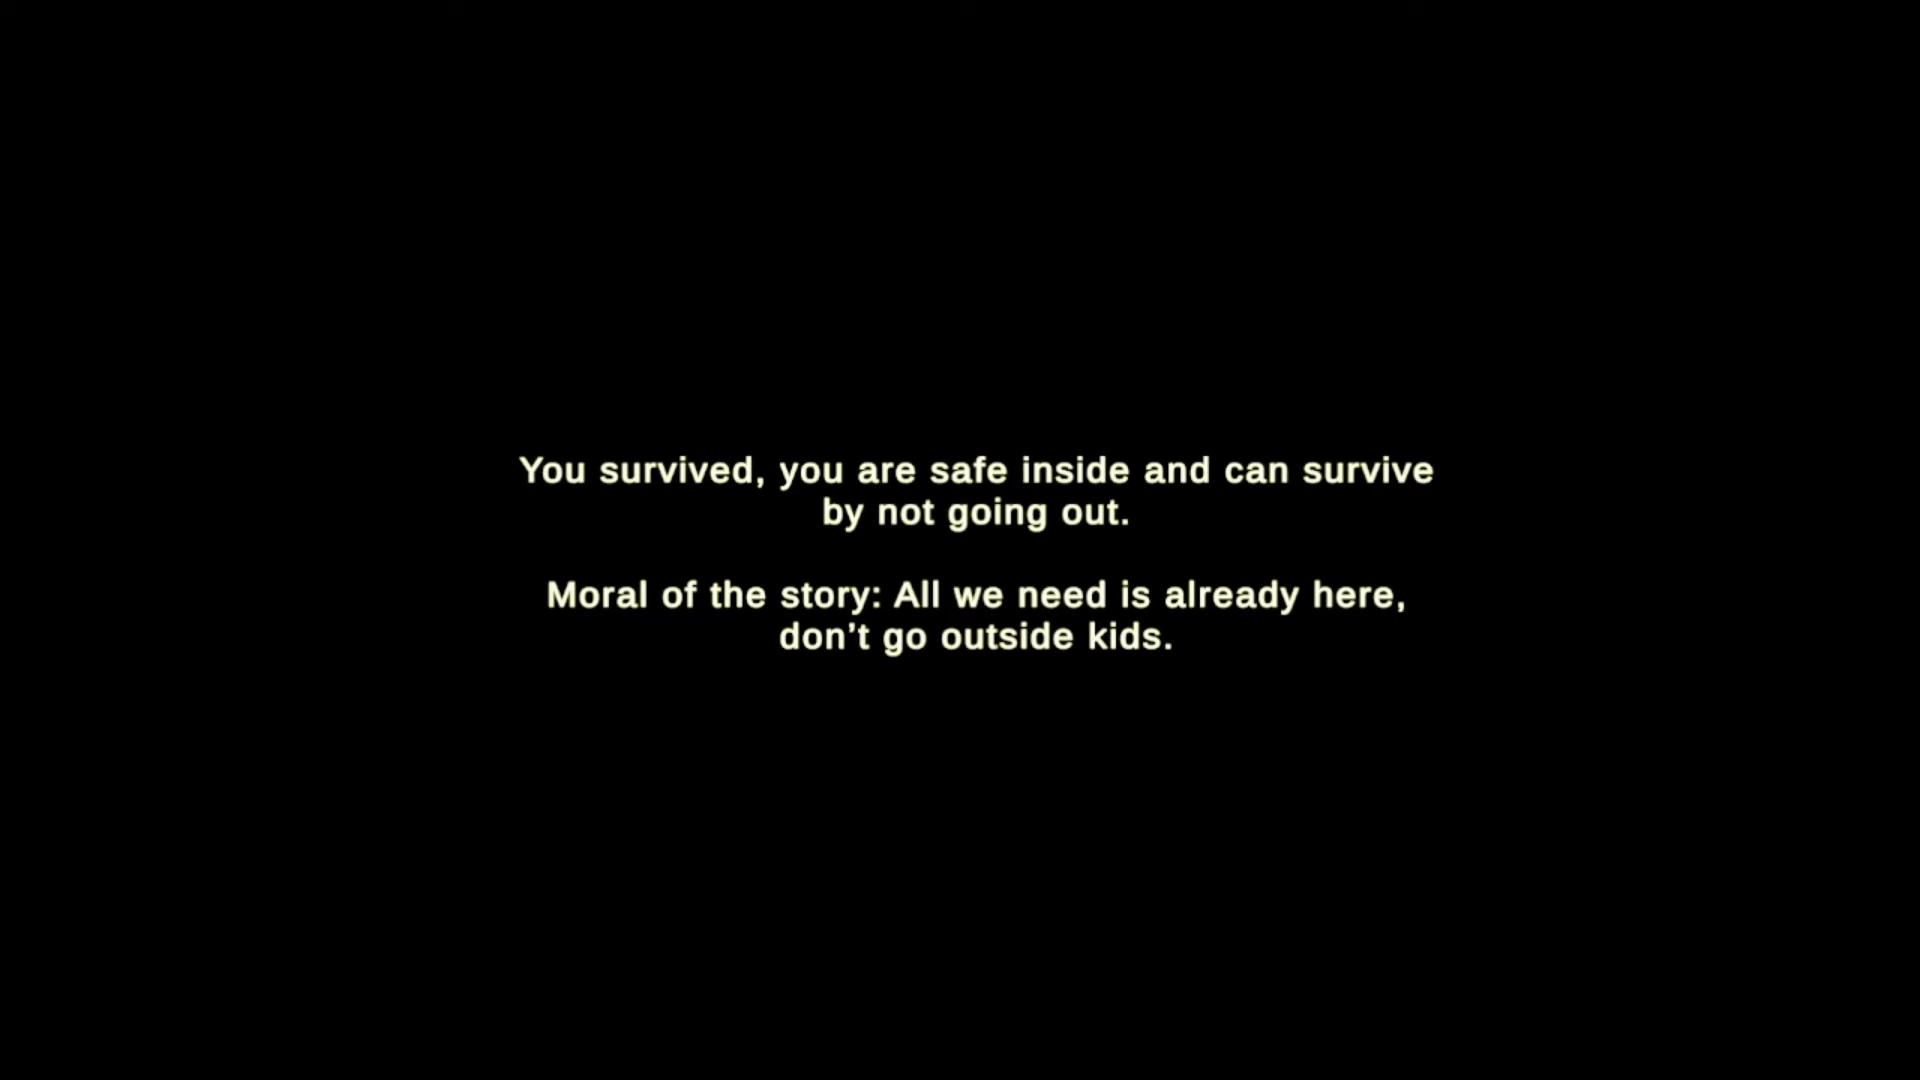 You survived, you are safe inside and can survive
by not going out.
Moral of the story: All we need is already here,
don’t go outside kids.